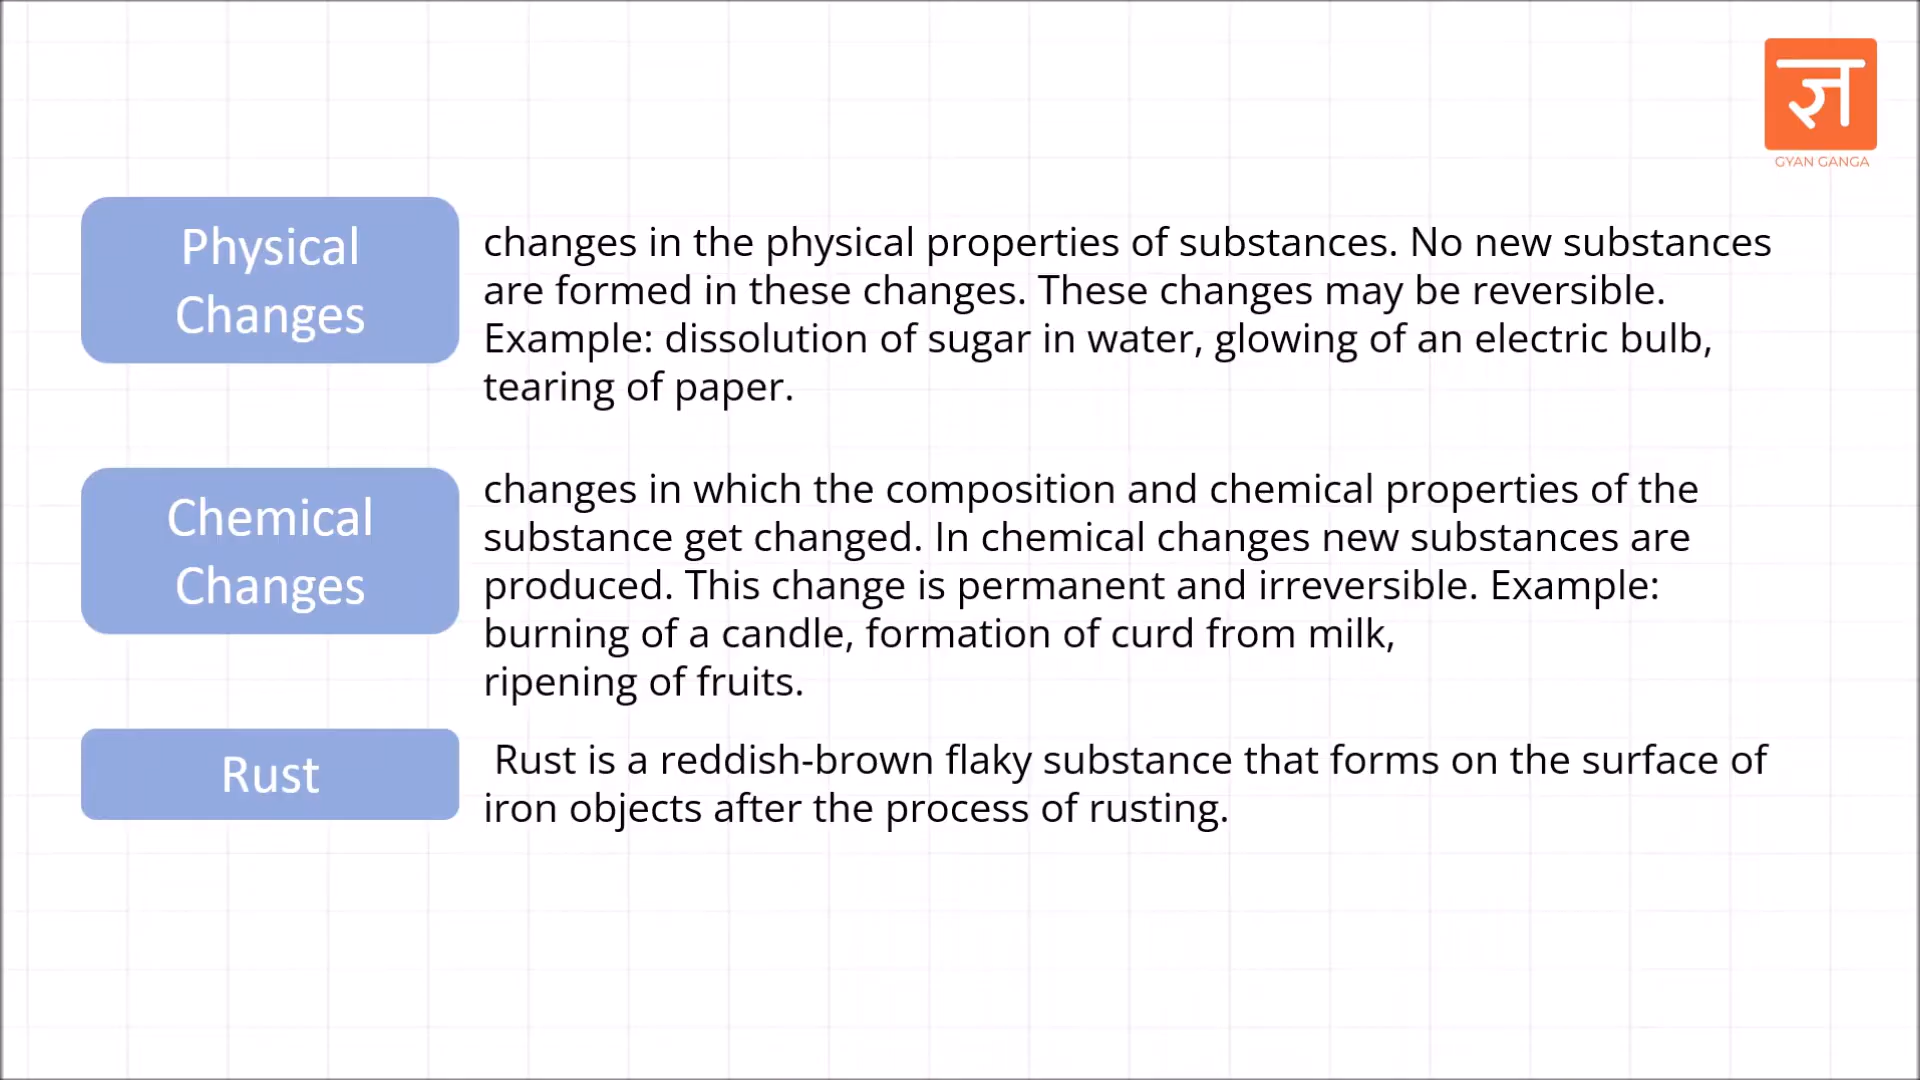 ज्ञ
GYAN GANGA
Physical
Changes
changes in the physical properties of substances. No new substances
are formed in these changes. These changes may be reversible.
Example: dissolution of sugar in water, glowing of an electric bulb,
tearing of paper.
Chemical
Changes
changes in which the composition and chemical properties of the
substance get changed. In chemical changes new substances are
produced. This change is permanent and irreversible. Example:
burning of a candle, formation of curd from milk,
ripening of fruits.
Rust
Rust is a reddish-brown flaky substance that forms on the surface of
iron objects after the process of rusting.